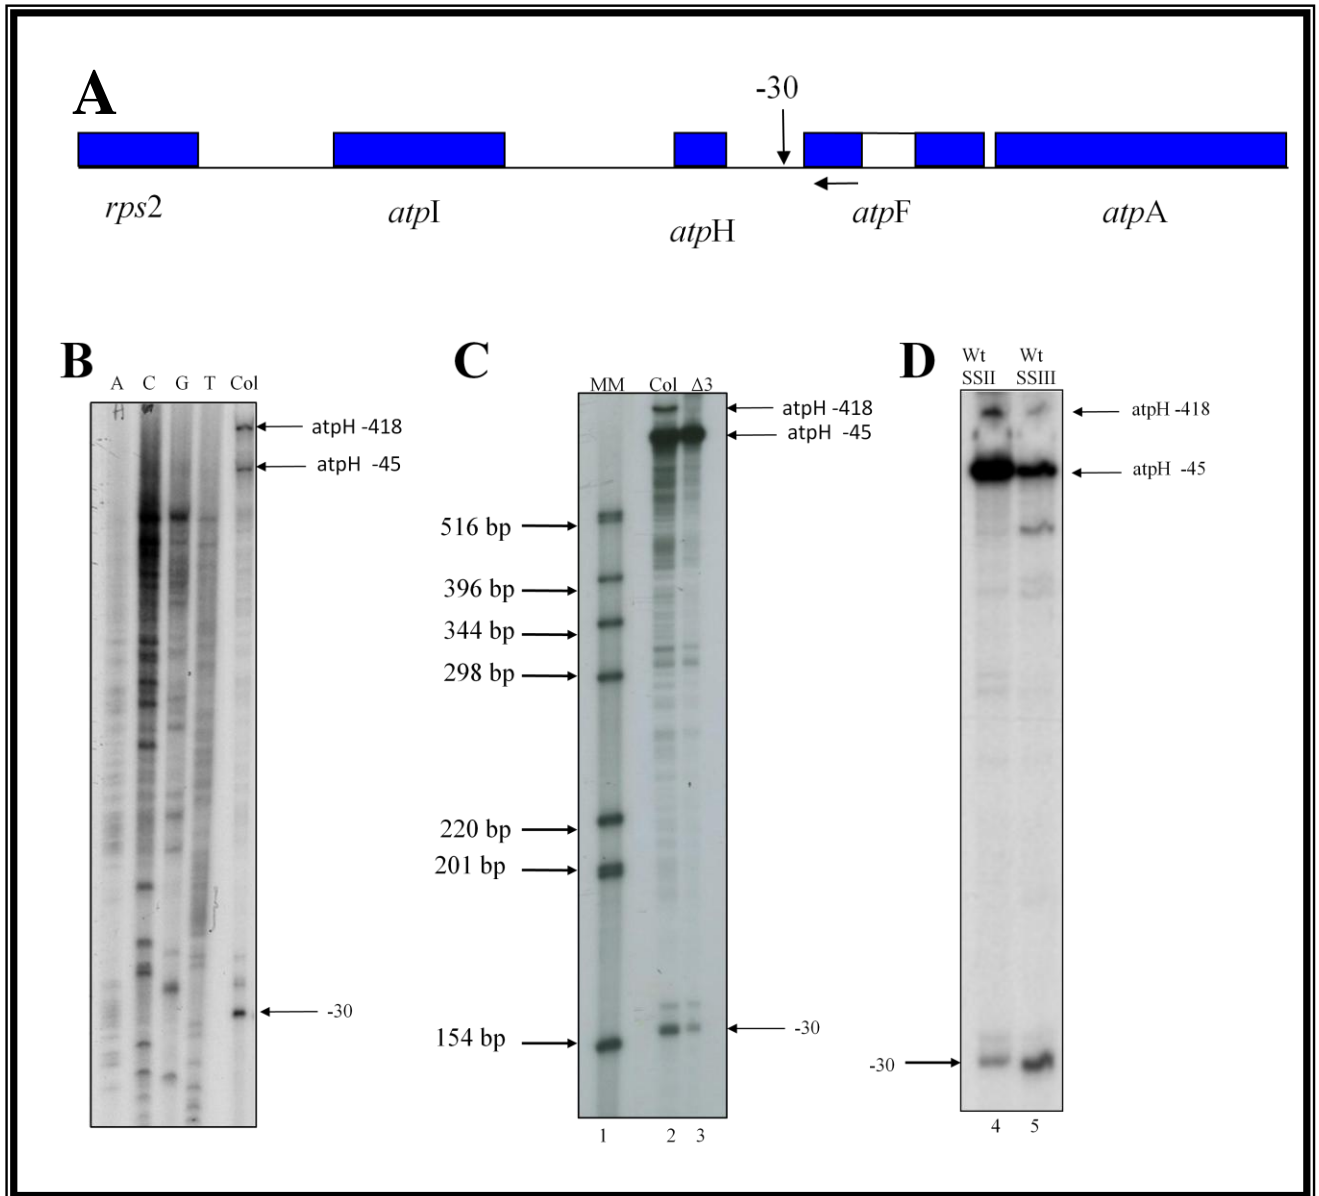 A
-30
rps2
atpI
atpH
atpF
atpA
B
A C G T Col
atpH -418
atpH -45
-30
C
MM Col Δ3
atpH -418
atpH -45
516 bp
396 bp
344 bp
298 bp
220 bp
201 bp
154 bp
-30
1 2 3
D
Wt Wt
SSII SSIII
atpH -418
atpH -45
-30
4 5